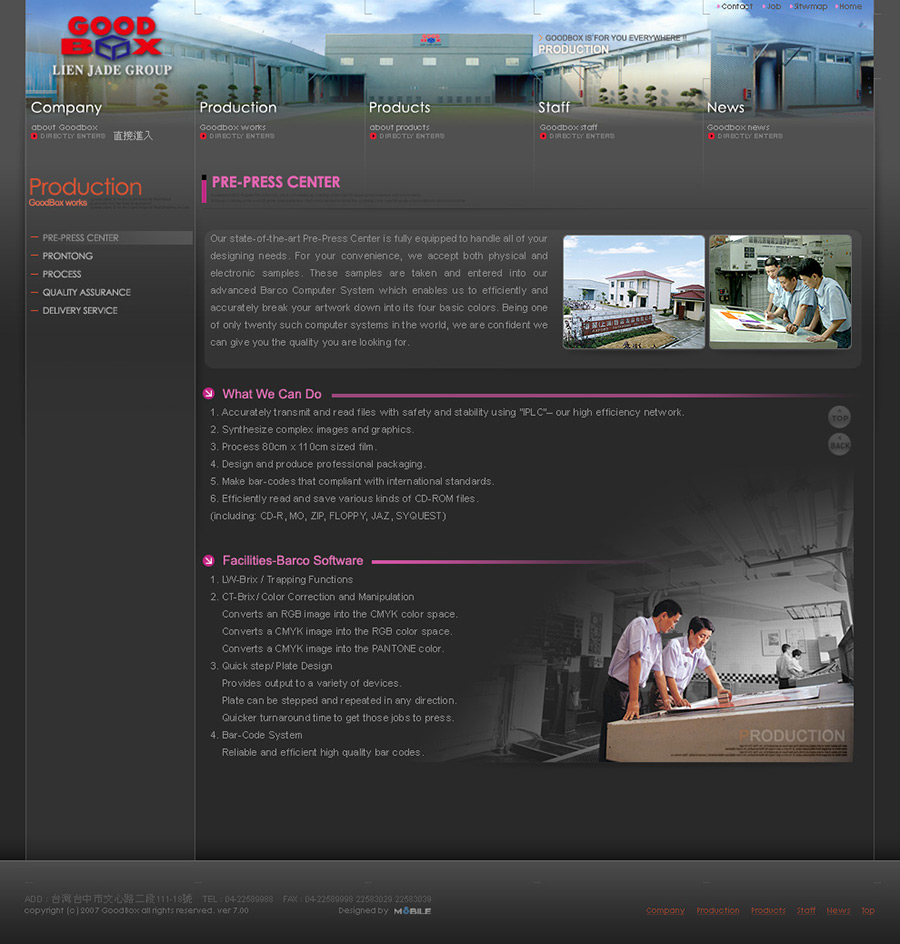 Contact Job Sitwmap Home
GOOD
BOX
LIEN JADE GROUP
GOODBOX IS FOR YOU EVERYWHERE !!
PRODUCTION
Company Production Products Staff News
about Goodbox Goodbox works about products Goodbox staff Goodbox news
DIRECTLY ENTERS 直接進入 DIRECTLY ENTERS DIRECTLY ENTERS DIRECTLY ENTERS DIRECTLY ENTERS
Production
GoodBox works
PRE-PRESS CENTER
PRONTONG
PROCESS
QUALITY ASSURANCE
DELIVERY SERVICE
PRE-PRESS CENTER
Our state-of-the-art Pre-Press Center is fully equipped to handle all of your
designing needs. For your convenience, we accept both physical and
electronic samples. These samples are taken and entered into our
advanced Barco Computer System which enables us to efficiently and
accurately break your artwork down into its four basic colors. Being one
of only twenty such computer systems in the world, we are confident we
can give you the quality you are looking for.
What We Can Do
1. Accurately transmit and read files with safety and stability using "IPLC"– our high efficiency network.
2. Synthesize complex images and graphics.
3. Process 80cm x 110cm sized film.
4. Design and produce professional packaging.
5. Make bar-codes that compliant with international standards.
6. Efficiently read and save various kinds of CD-ROM files.
(including: CD-R, MO, ZIP, FLOPPY, JAZ, SYQUEST)
TOP
BACK
Facilities-Barco Software
1. LW-Brix / Trapping Functions
2. CT-Brix/ Color Correction and Manipulation
Converts an RGB image into the CMYK color space.
Converts a CMYK image into the RGB color space.
Converts a CMYK image into the PANTONE color.
3. Quick step/ Plate Design
Provides output to a variety of devices.
Plate can be stepped and repeated in any direction.
Quicker turnaround time to get those jobs to press.
4. Bar-Code System
Reliable and efficient high quality bar codes.
PRODUCTION
ADD : 台灣台中市文心路二段111-18號 TEL : 04-22589988 FAX : 04-22589998 22583029 22583039
copyright (c) 2007 GoodBox all rights reserved. ver 7.00 Designed by MOBILE
Company Production Products Staff News Top